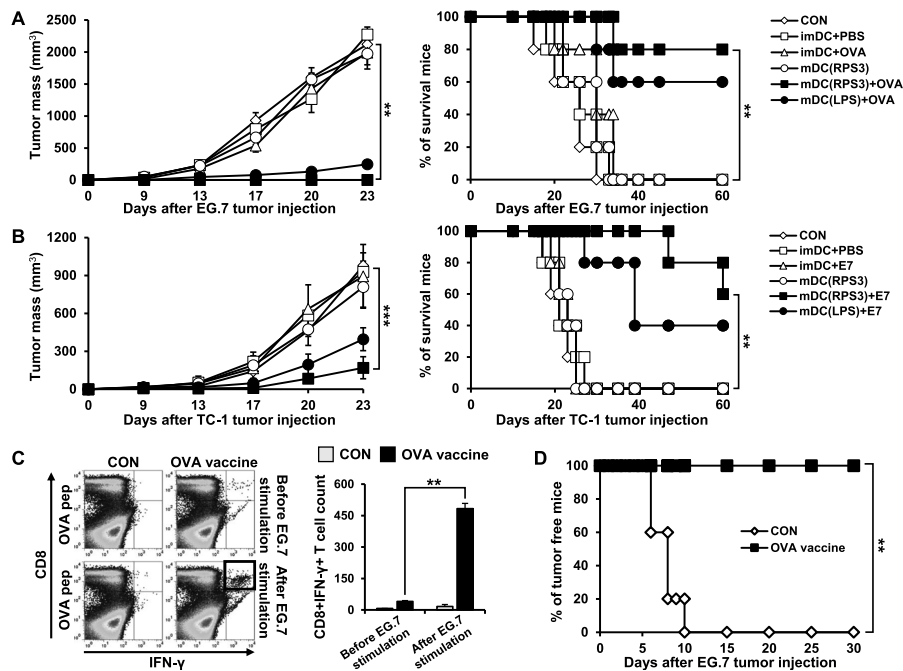 A
Tumor mass (mm³)
2500
2000
1500
1000
500
0
0 9 13 17 20 23
Days after EG.7 tumor injection
**
% of survival mice
100
80
60
40
20
0
0 20 40 60
Days after EG.7 tumor injection
**
CON
imDC+PBS
imDC+OVA
mDC(RPS3)
mDC(RPS3)+OVA
mDC(LPS)+OVA
B
Tumor mass (mm³)
1200
900
600
300
0
0 9 13 17 20 23
Days after TC-1 tumor injection
***
% of survival mice
100
80
60
40
20
0
0 20 40 60
Days after TC-1 tumor injection
**
CON
imDC+PBS
imDC+E7
mDC(RPS3)
mDC(RPS3)+E7
mDC(LPS)+E7
C
CON OVA vaccine
OVA pep
OVA pep
CD8
IFN-γ
Before EG.7
stimulation
After EG.7
stimulation
CON OVA vaccine
CD8+IFN-γ+ T cell count
600
450
300
150
0
**
Before EG.7
stimulation
After EG.7
stimulation
D
% of tumor free mice
100
80
60
40
20
0
0 5 10 15 20 25 30
Days after EG.7 tumor injection
CON
OVA vaccine
**